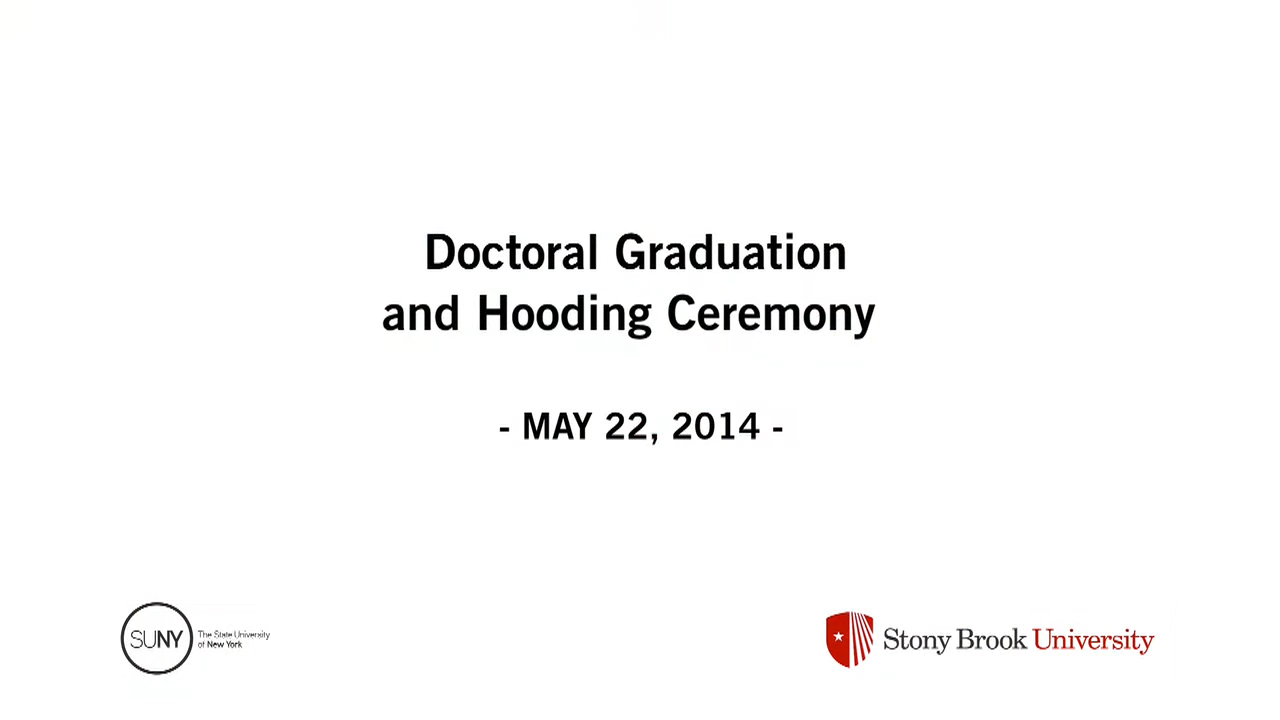 Doctoral Graduation
and Hooding Ceremony
- MAY 22, 2014 -
SUNY
The State University
of New York
Stony Brook University